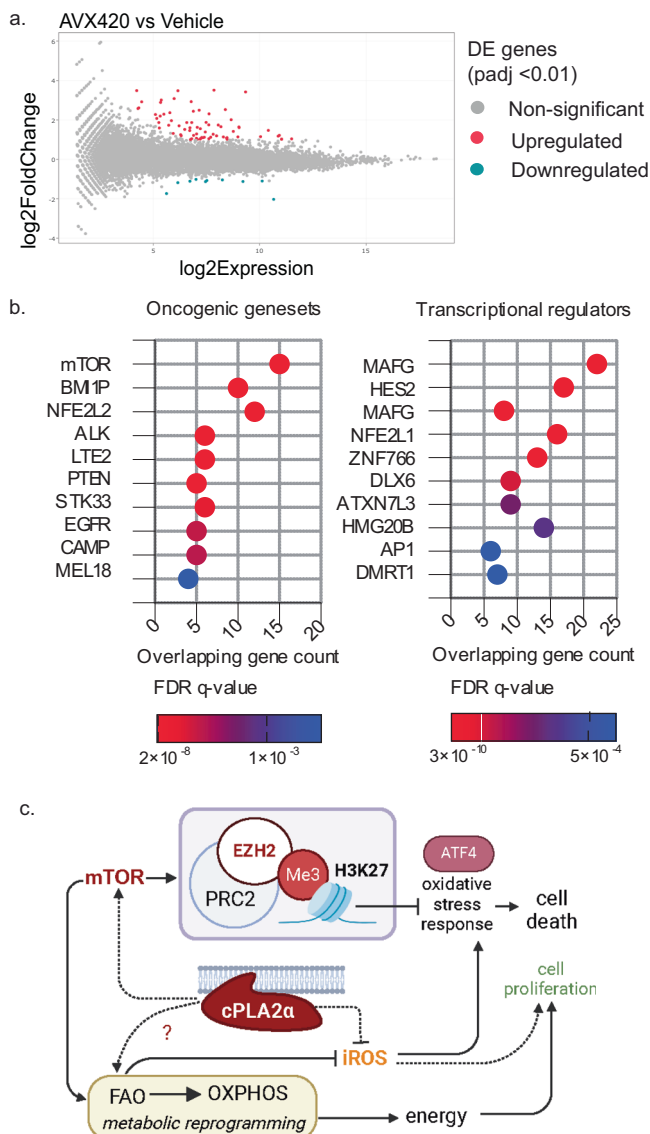 a.
AVX420 vs Vehicle
6
4
2
0
-2
-4
5
10
15
log2FoldChange
log2Expression
DE genes
(padj <0.01)
Non-significant
Upregulated
Downregulated
b.
Oncogenic genesets
mTOR
BMI1P
NFE2L2
ALK
LTE2
PTEN
STK33
EGFR
CAMP
MEL18
0
5
10
15
20
Overlapping gene count
FDR q-value
2×10⁻⁸
1×10⁻³
Transcriptional regulators
MAFG
HES2
MAFG
NFE2L1
ZNF766
DLX6
ATXN7L3
HMG20B
AP1
DMRT1
0
5
10
15
20
25
Overlapping gene count
FDR q-value
3×10⁻¹⁰
5×10⁻⁴
c.
mTOR
EZH2
PRC2
Me3
H3K27
ATF4
oxidative
stress
response
cell
death
cell
proliferation
cPLA2α
?
iROS
FAO
OXPHOS
metabolic reprogramming
energy